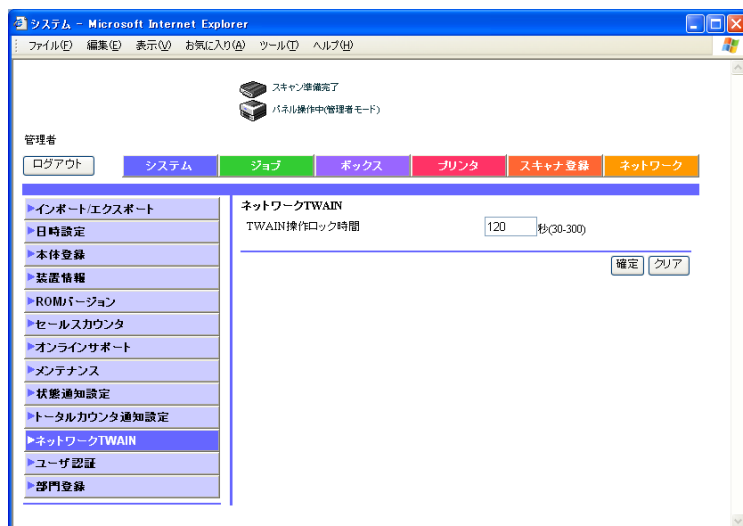 システム - Microsoft Internet Explorer
ファイル(F) 編集(E) 表示(V) お気に入り(A) ツール(T) ヘルプ(H)
スキャン準備完了
パネル操作中(管理者モード)
管理者
ログアウト システム ジョブ ボックス プリンタ スキャナ登録 ネットワーク
インポート/エクスポート
日時設定
本体登録
装置情報
ROMバージョン
セールスカウンタ
オンラインサポート
メンテナンス
状態通知設定
トータルカウンタ通知設定
ネットワークTWAIN
ユーザ認証
部門登録
ネットワークTWAIN
TWAIN操作ロック時間 120 秒(30-300)
確定 クリア